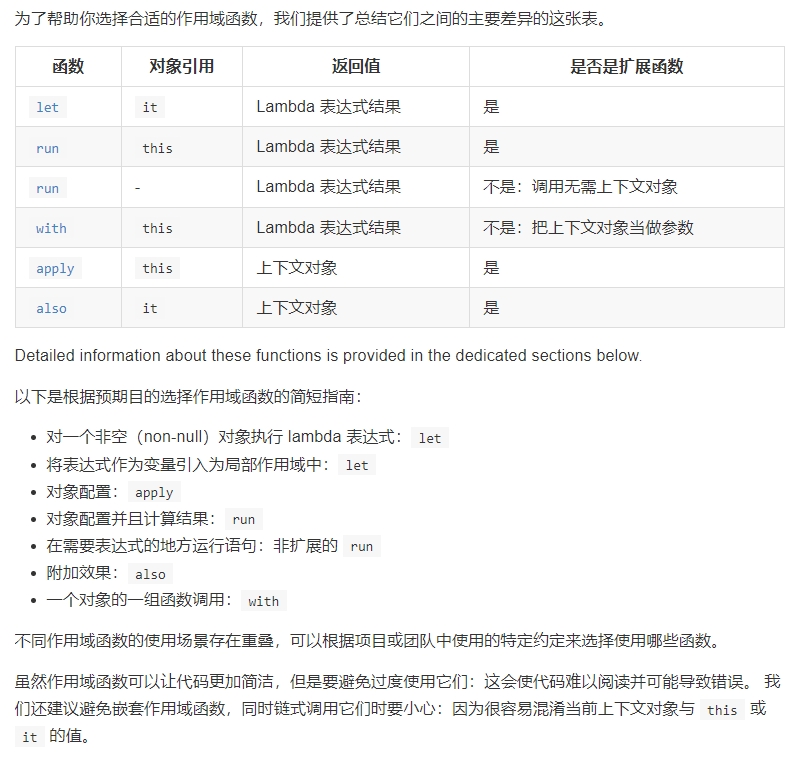 为了帮助你选择合适的作用域函数，我们提供了总结它们之间的主要差异的这张表。
函数 对象引用 返回值 是否是扩展函数
let it Lambda 表达式结果 是
run this Lambda 表达式结果 是
run - Lambda 表达式结果 不是：调用无需上下文对象
with this Lambda 表达式结果 不是：把上下文对象当做参数
apply this 上下文对象 是
also it 上下文对象 是
Detailed information about these functions is provided in the dedicated sections below.
以下是根据预期目的选择作用域函数的简短指南：
• 对一个非空（non-null）对象执行 lambda 表达式： let
• 将表达式作为变量引入为局部作用域中： let
• 对象配置： apply
• 对象配置并且计算结果： run
• 在需要表达式的地方运行语句：非扩展的 run
• 附加效果： also
• 一个对象的一组函数调用： with
不同作用域函数的使用场景存在重叠，可以根据项目或团队中使用的特定约定来选择使用哪些函数。
虽然作用域函数可以让代码更加简洁，但是要避免过度使用它们：这会使代码难以阅读并可能导致错误。 我
们还建议避免嵌套作用域函数，同时链式调用它们时要小心：因为很容易混淆当前上下文对象与 this 或
it 的值。